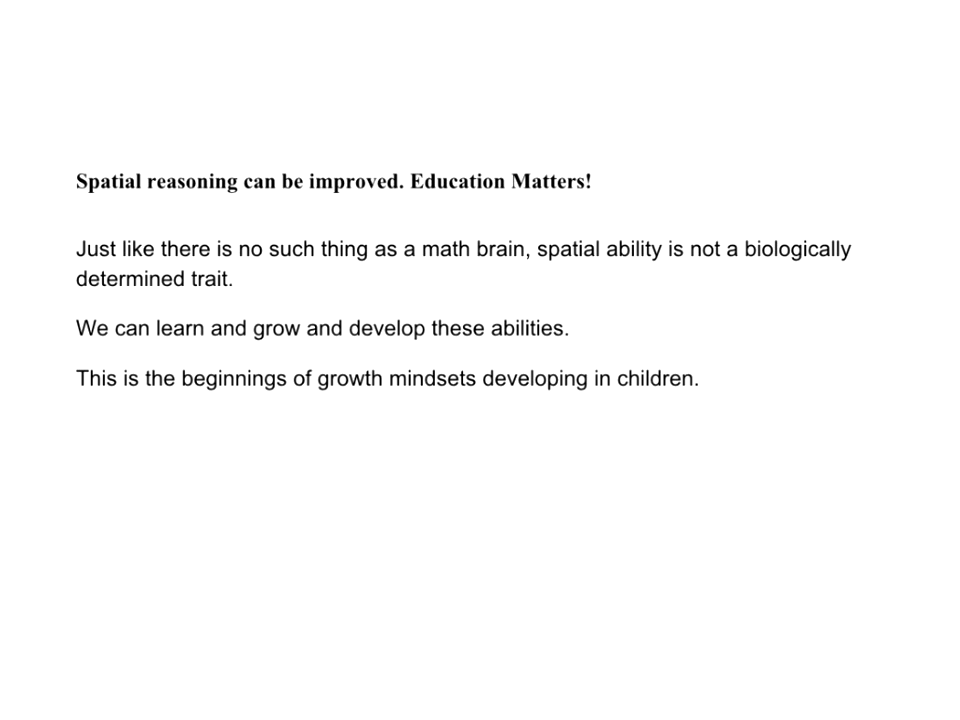 Spatial reasoning can be improved. Education Matters!
Just like there is no such thing as a math brain, spatial ability is not a biologically
determined trait.
We can learn and grow and develop these abilities.
This is the beginnings of growth mindsets developing in children.